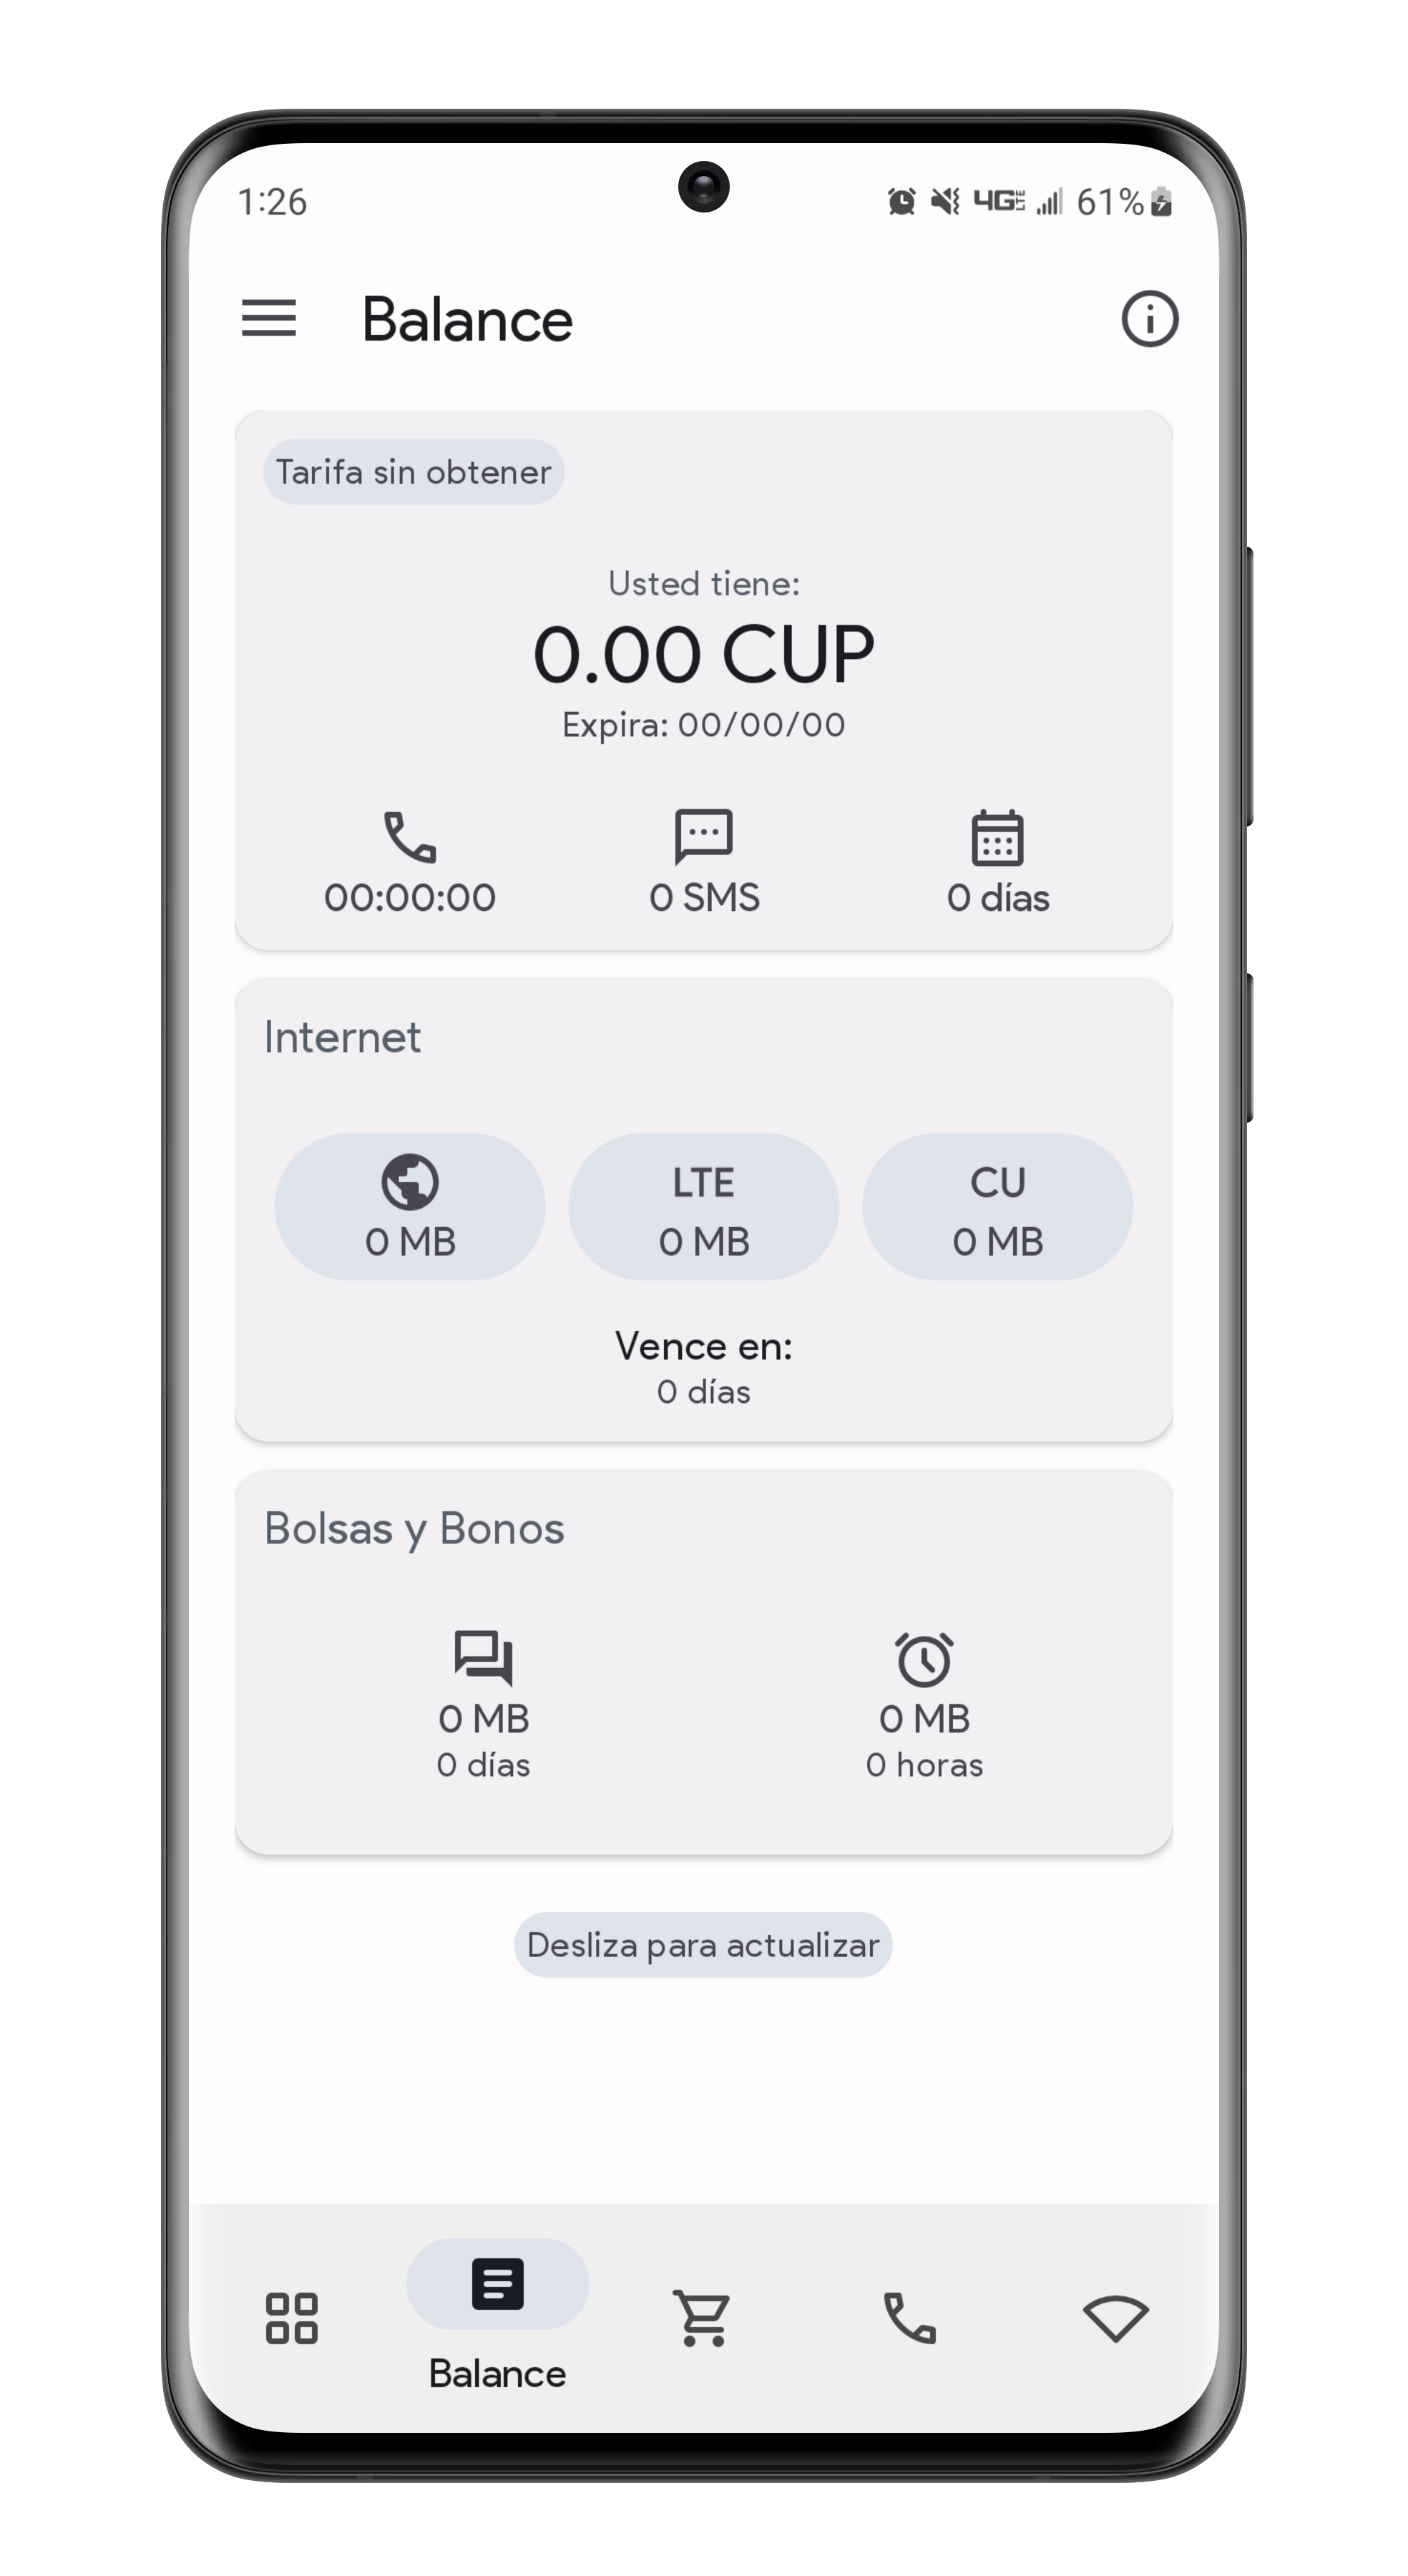 1:26
4G LTE 61%
Balance
Tarifa sin obtener
Usted tiene:
0.00 CUP
Expira: 00/00/00
00:00:00
0 SMS
0 días
Internet
0 MB
LTE
0 MB
CU
0 MB
Vence en:
0 días
Bolsas y Bonos
0 MB
0 días
0 MB
0 horas
Desliza para actualizar
Balance